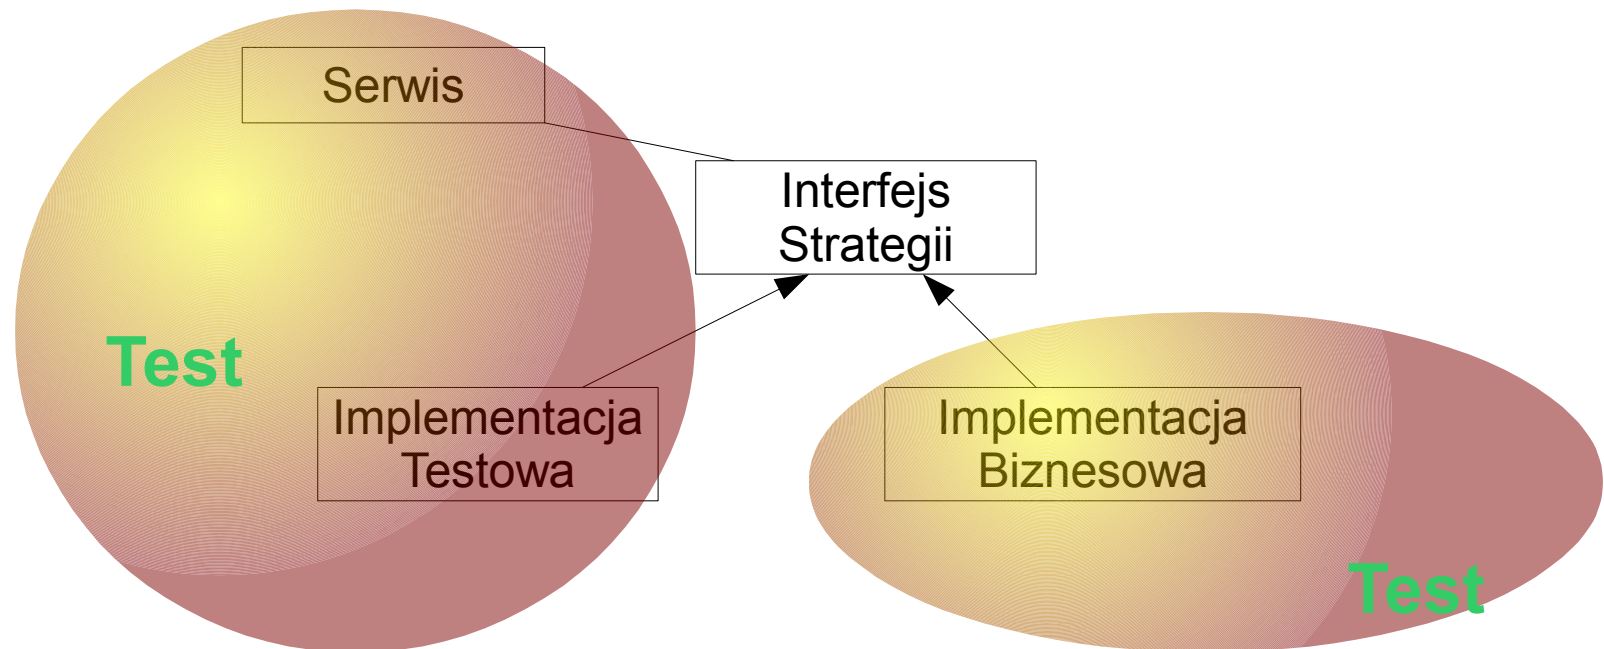 Serwis
Interfejs
Strategii
Test
Implementacja
Testowa
Implementacja
Biznesowa
Test